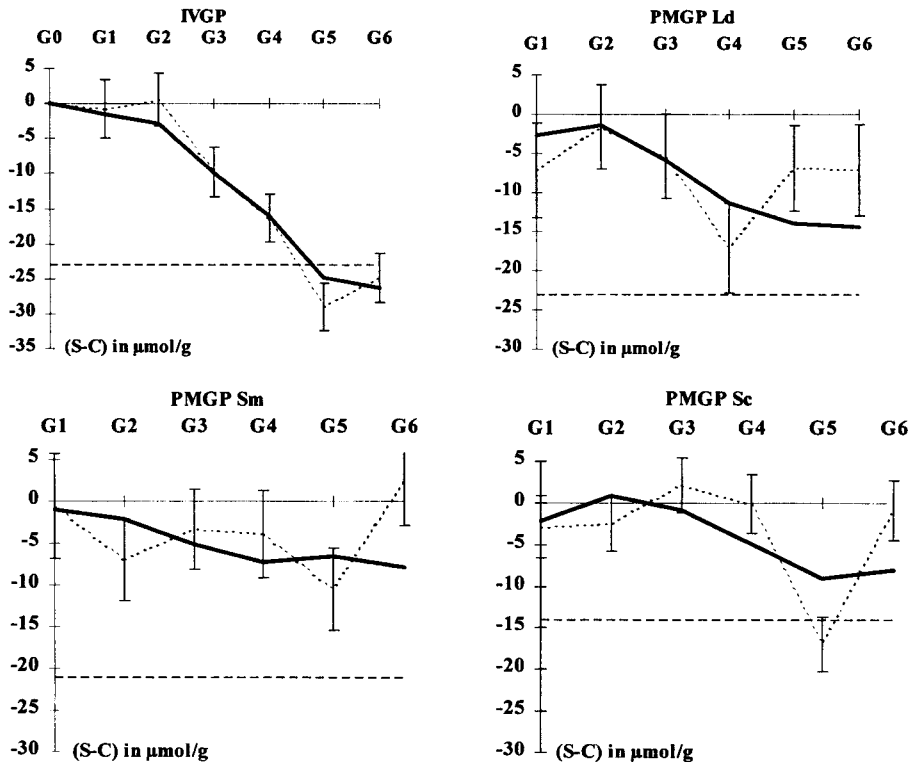 IVGP
G0 G1 G2 G3 G4 G5 G6
5
0
-5
-10
-15
-20
-25
-30
-35
(S-C) in µmol/g
PMGP Ld
G1 G2 G3 G4 G5 G6
5
0
-5
-10
-15
-20
-25
-30
(S-C) in µmol/g
PMGP Sm
G1 G2 G3 G4 G5 G6
5
0
-5
-10
-15
-20
-25
-30
(S-C) in µmol/g
PMGP Sc
G1 G2 G3 G4 G5 G6
5
0
-5
-10
-15
-20
-25
-30
(S-C) in µmol/g